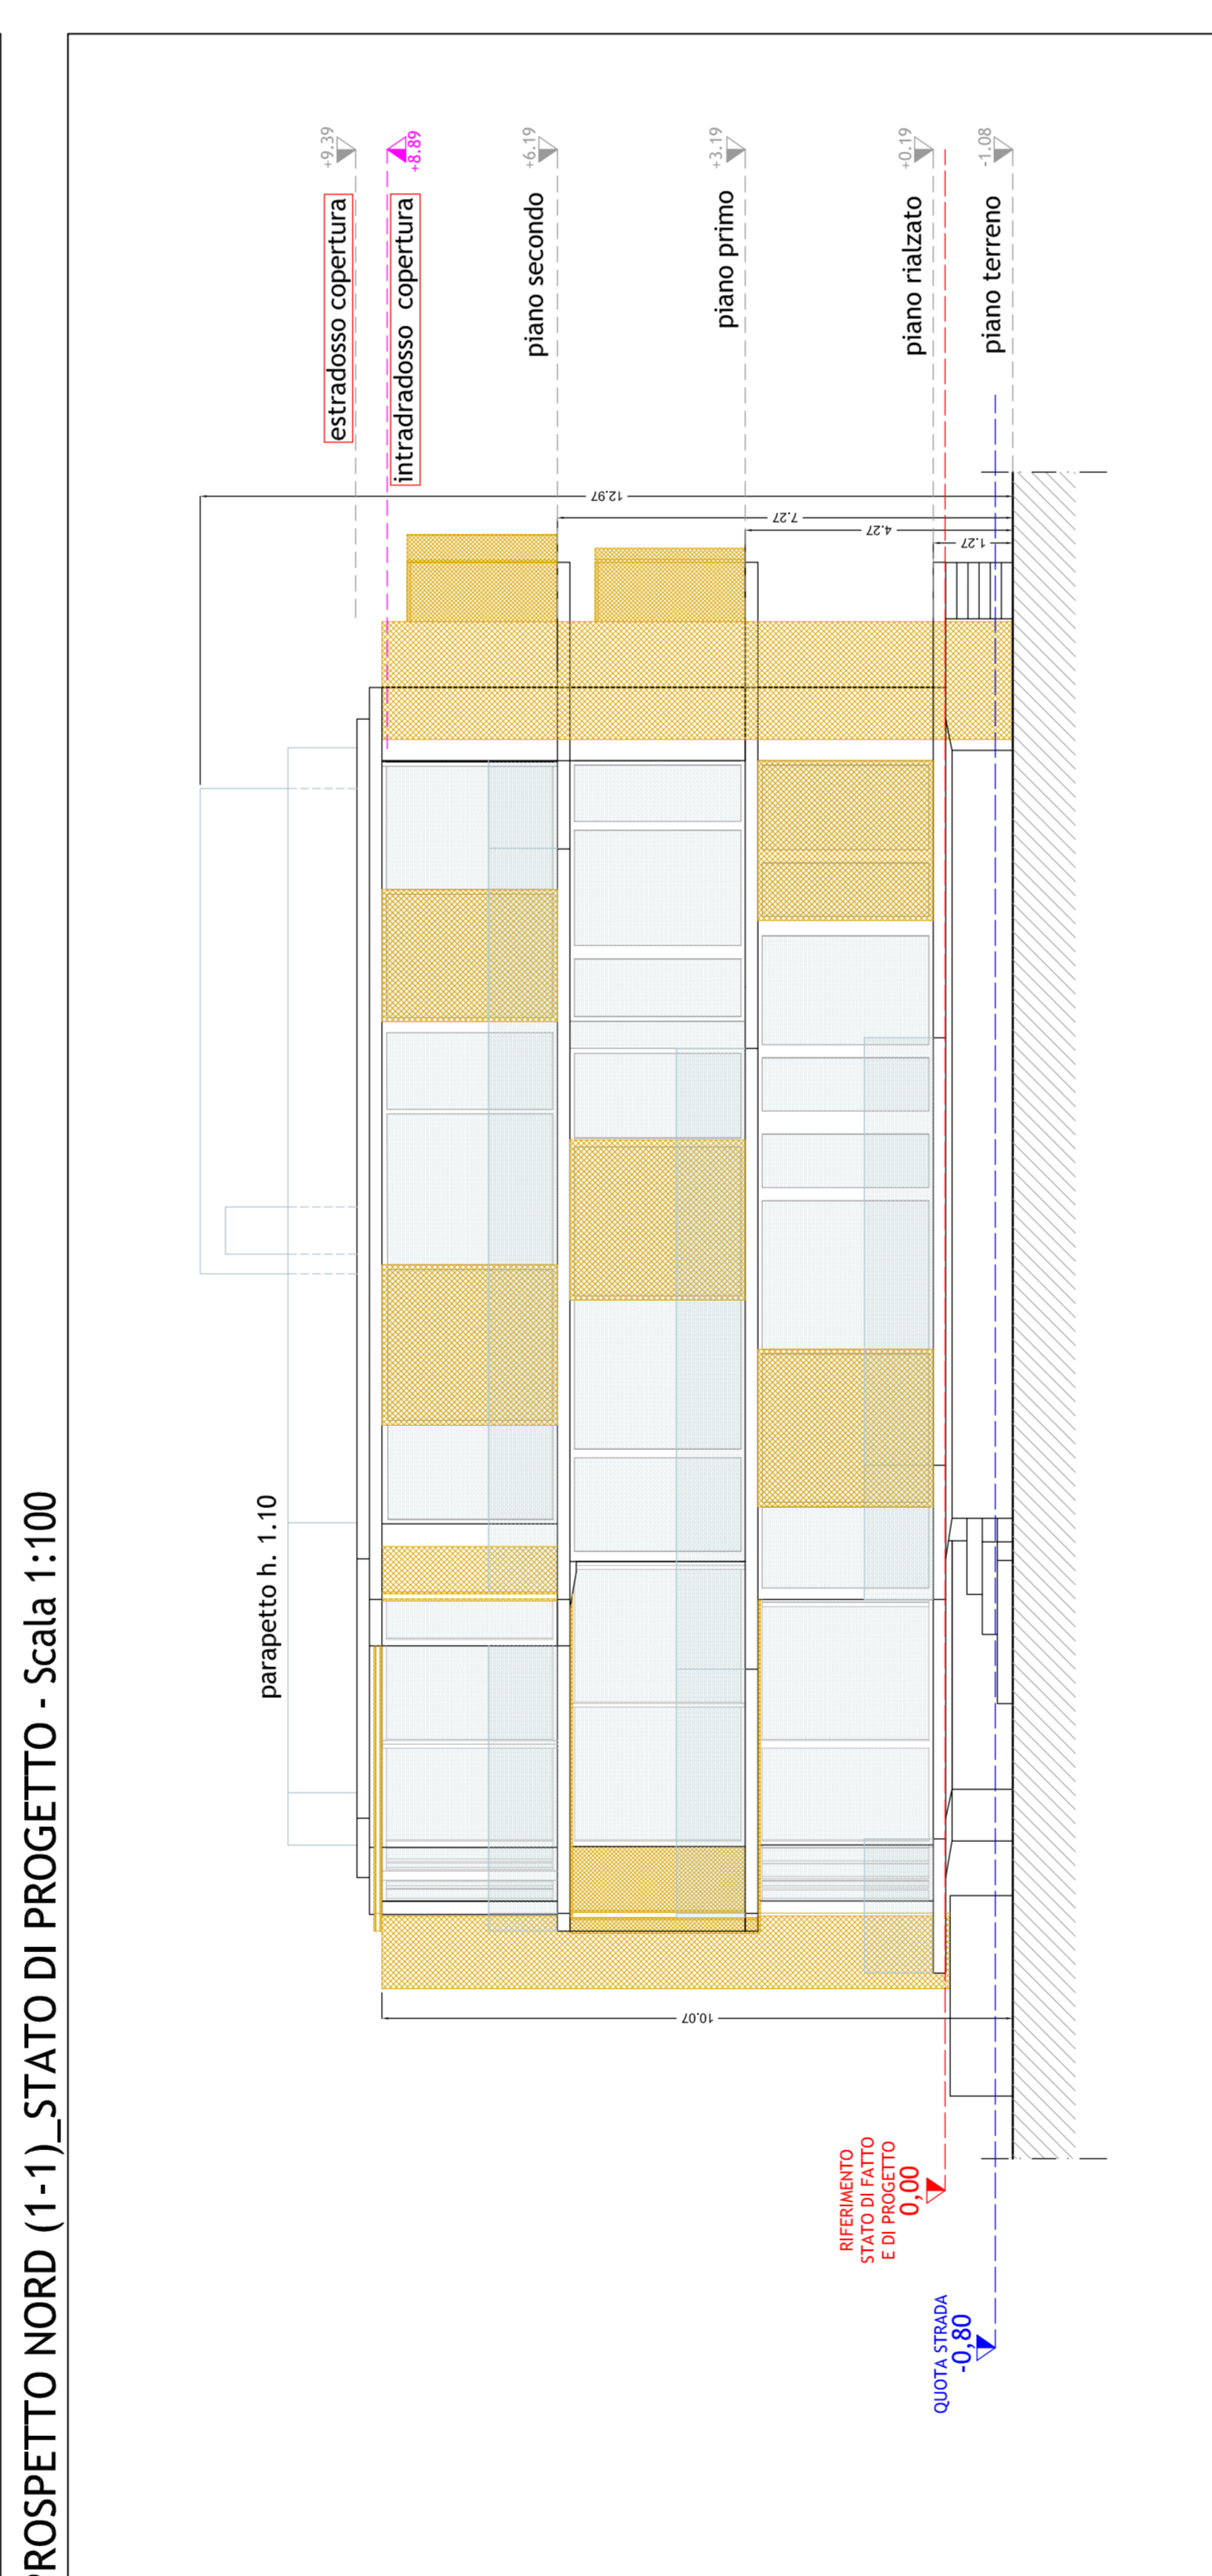 PROSPETTO NORD (1-1)_STATO DI PROGETTO - Scala 1:100
+9.39
estradosso copertura
+8.89
intradradosso copertura
+6.19
piano secondo
+3.19
piano primo
+0.19
piano rialzato
-1.08
piano terreno
12.97
7.27
4.27
1.27
parapetto h. 1.10
10.07
RIFERIMENTO
STATO DI FATTO
E DI PROGETTO
0,00
QUOTA STRADA
-0,80